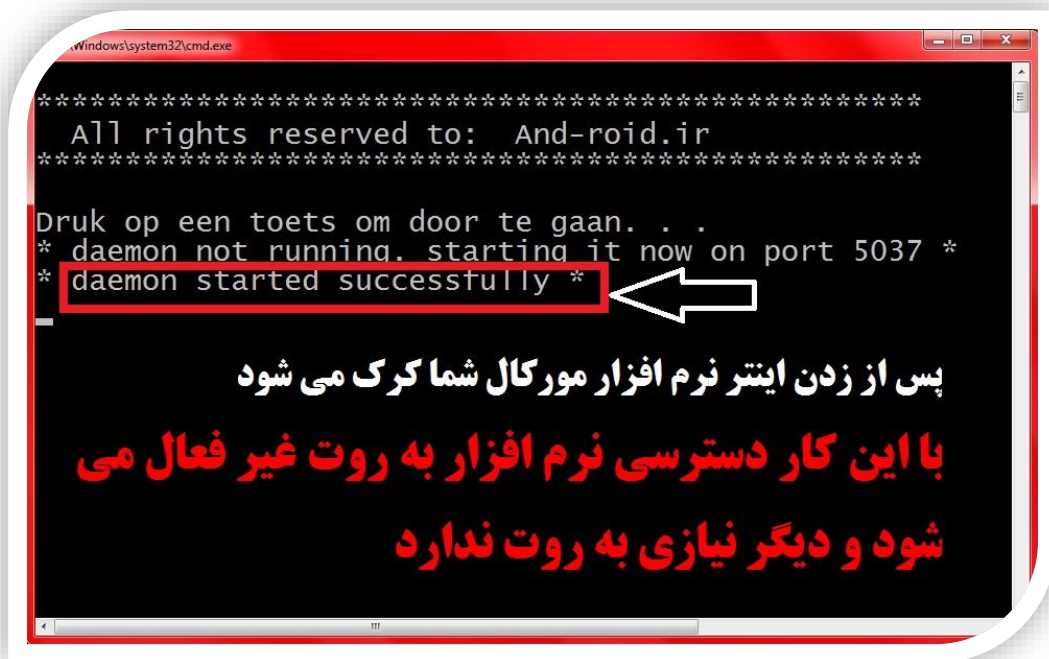 \Windows\system32\cmd.exe
*****************************************************
All rights reserved to: And-roid.ir
*****************************************************
Druk op een toets om door te gaan. . .
* daemon not running. starting it now on port 5037 *
* daemon started successfully *
پس از زدن اینتر نرم افزار مورکال شما کرک می شود
با این کار دسترسی نرم افزار به روت غیر فعال می
شود و دیگر نیازی به روت ندارد